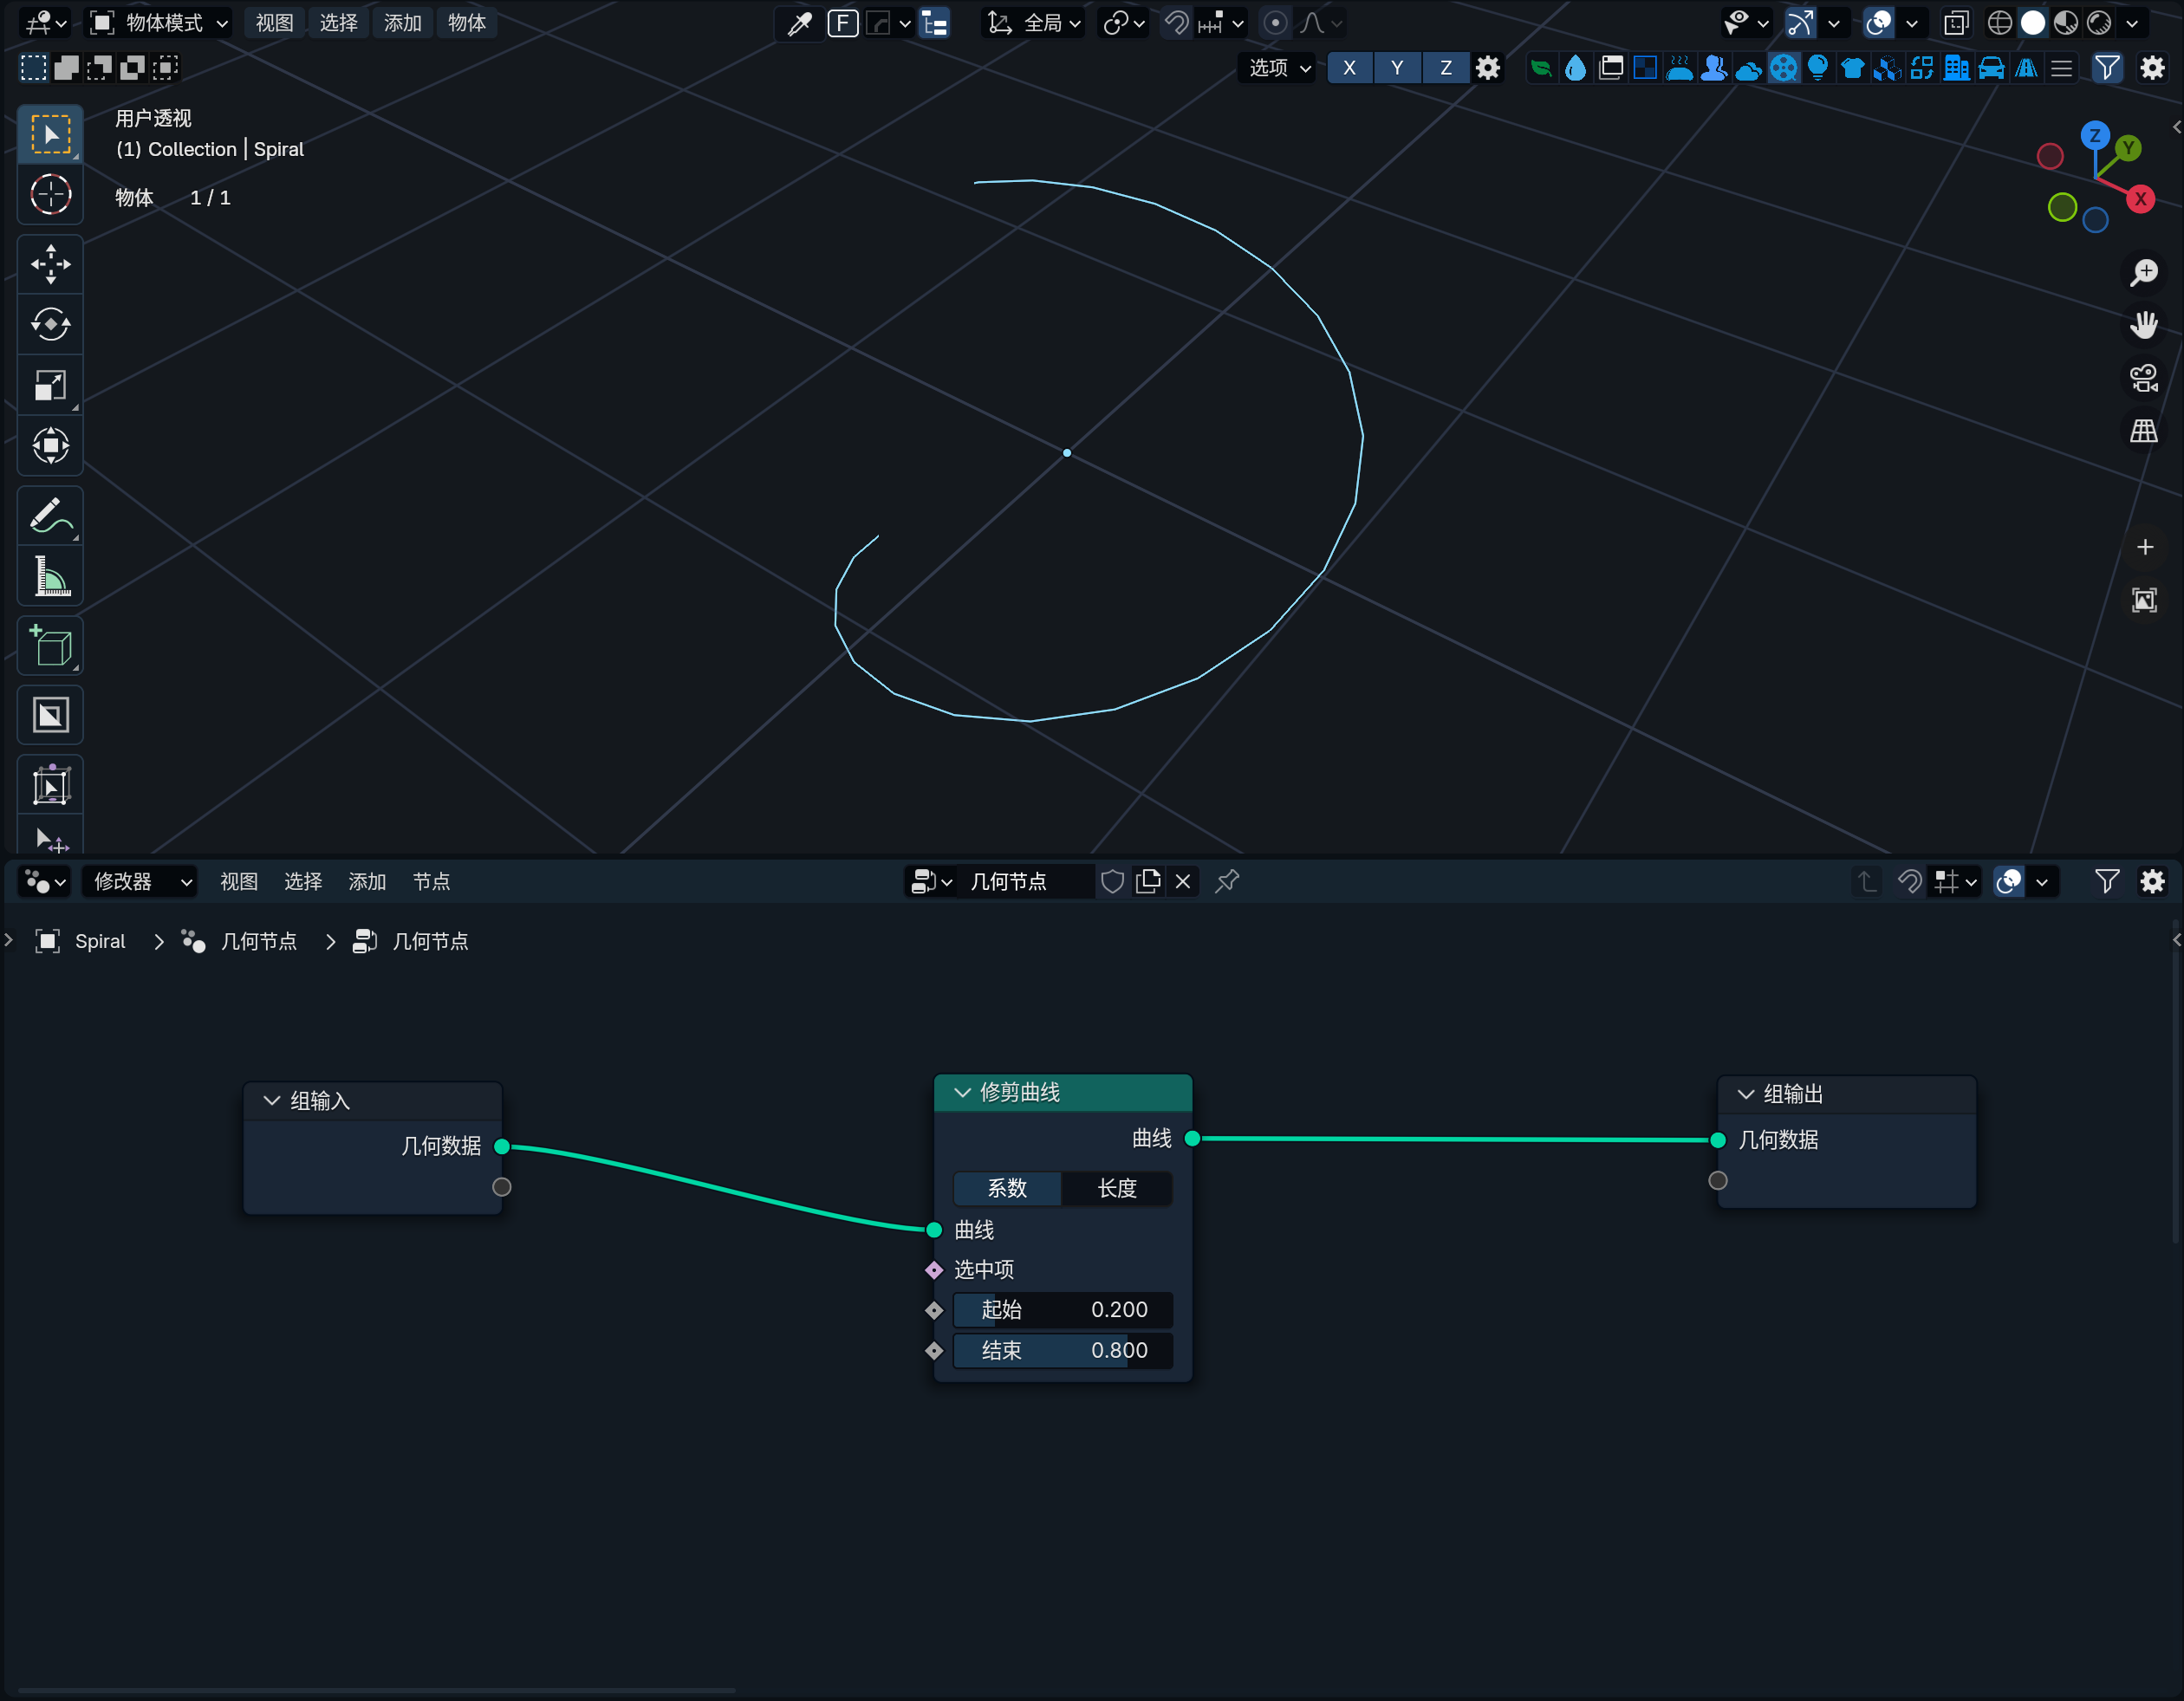 物体模式 视图 选择 添加 物体 F 全局
选项 X Y Z
用户透视
(1) Collection | Spiral
物体 1 / 1
Z
Y
X
修改器 视图 选择 添加 节点 几何节点
Spiral 几何节点 几何节点
组输入
几何数据
修剪曲线
曲线
系数 长度
曲线
选中项
起始 0.200
结束 0.800
组输出
几何数据